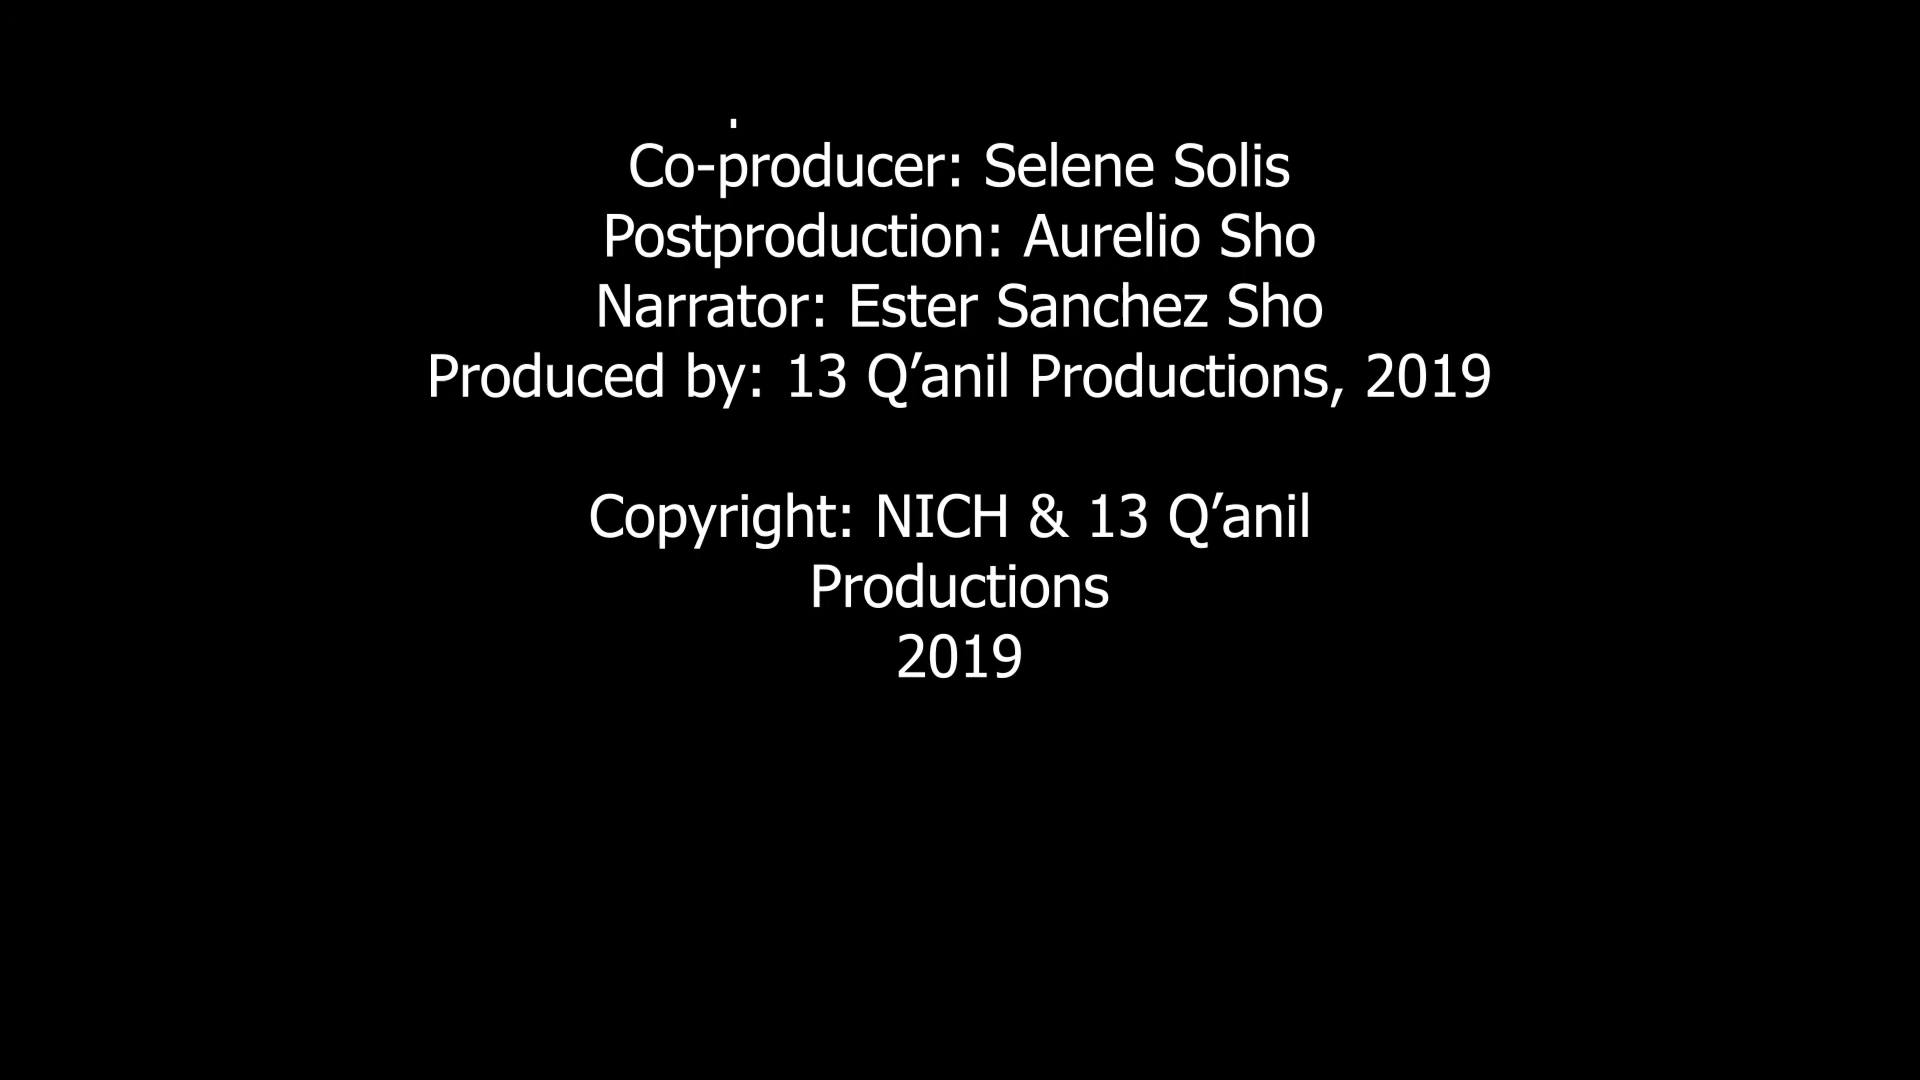 Co-producer: Selene Solis
Postproduction: Aurelio Sho
Narrator: Ester Sanchez Sho
Produced by: 13 Q’anil Productions, 2019
Copyright: NICH & 13 Q’anil
Productions
2019